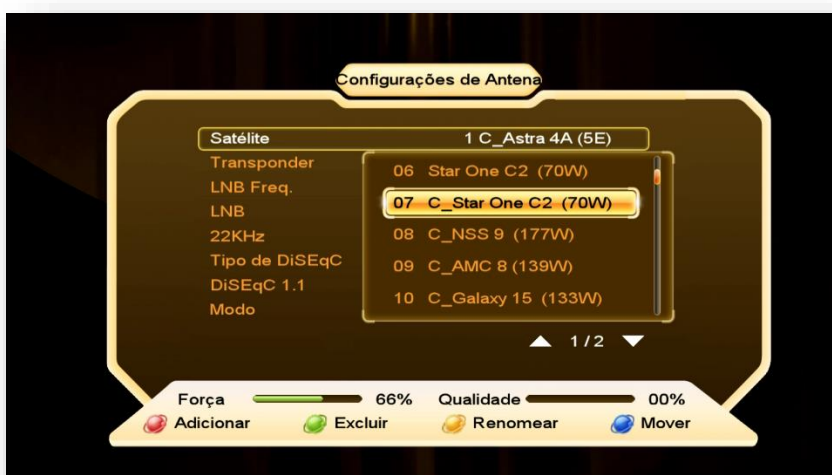 Configurações de Antena
Satélite 1 C_Astra 4A (5E)
Transponder
LNB Freq.
LNB
22KHz
Tipo de DiSEqC
DiSEqC 1.1
Modo
06 Star One C2 (70W)
07 C_Star One C2 (70W)
08 C_NSS 9 (177W)
09 C_AMC 8 (139W)
10 C_Galaxy 15 (133W)
1/2
Força 66% Qualidade 00%
Adicionar Excluir Renomear Mover